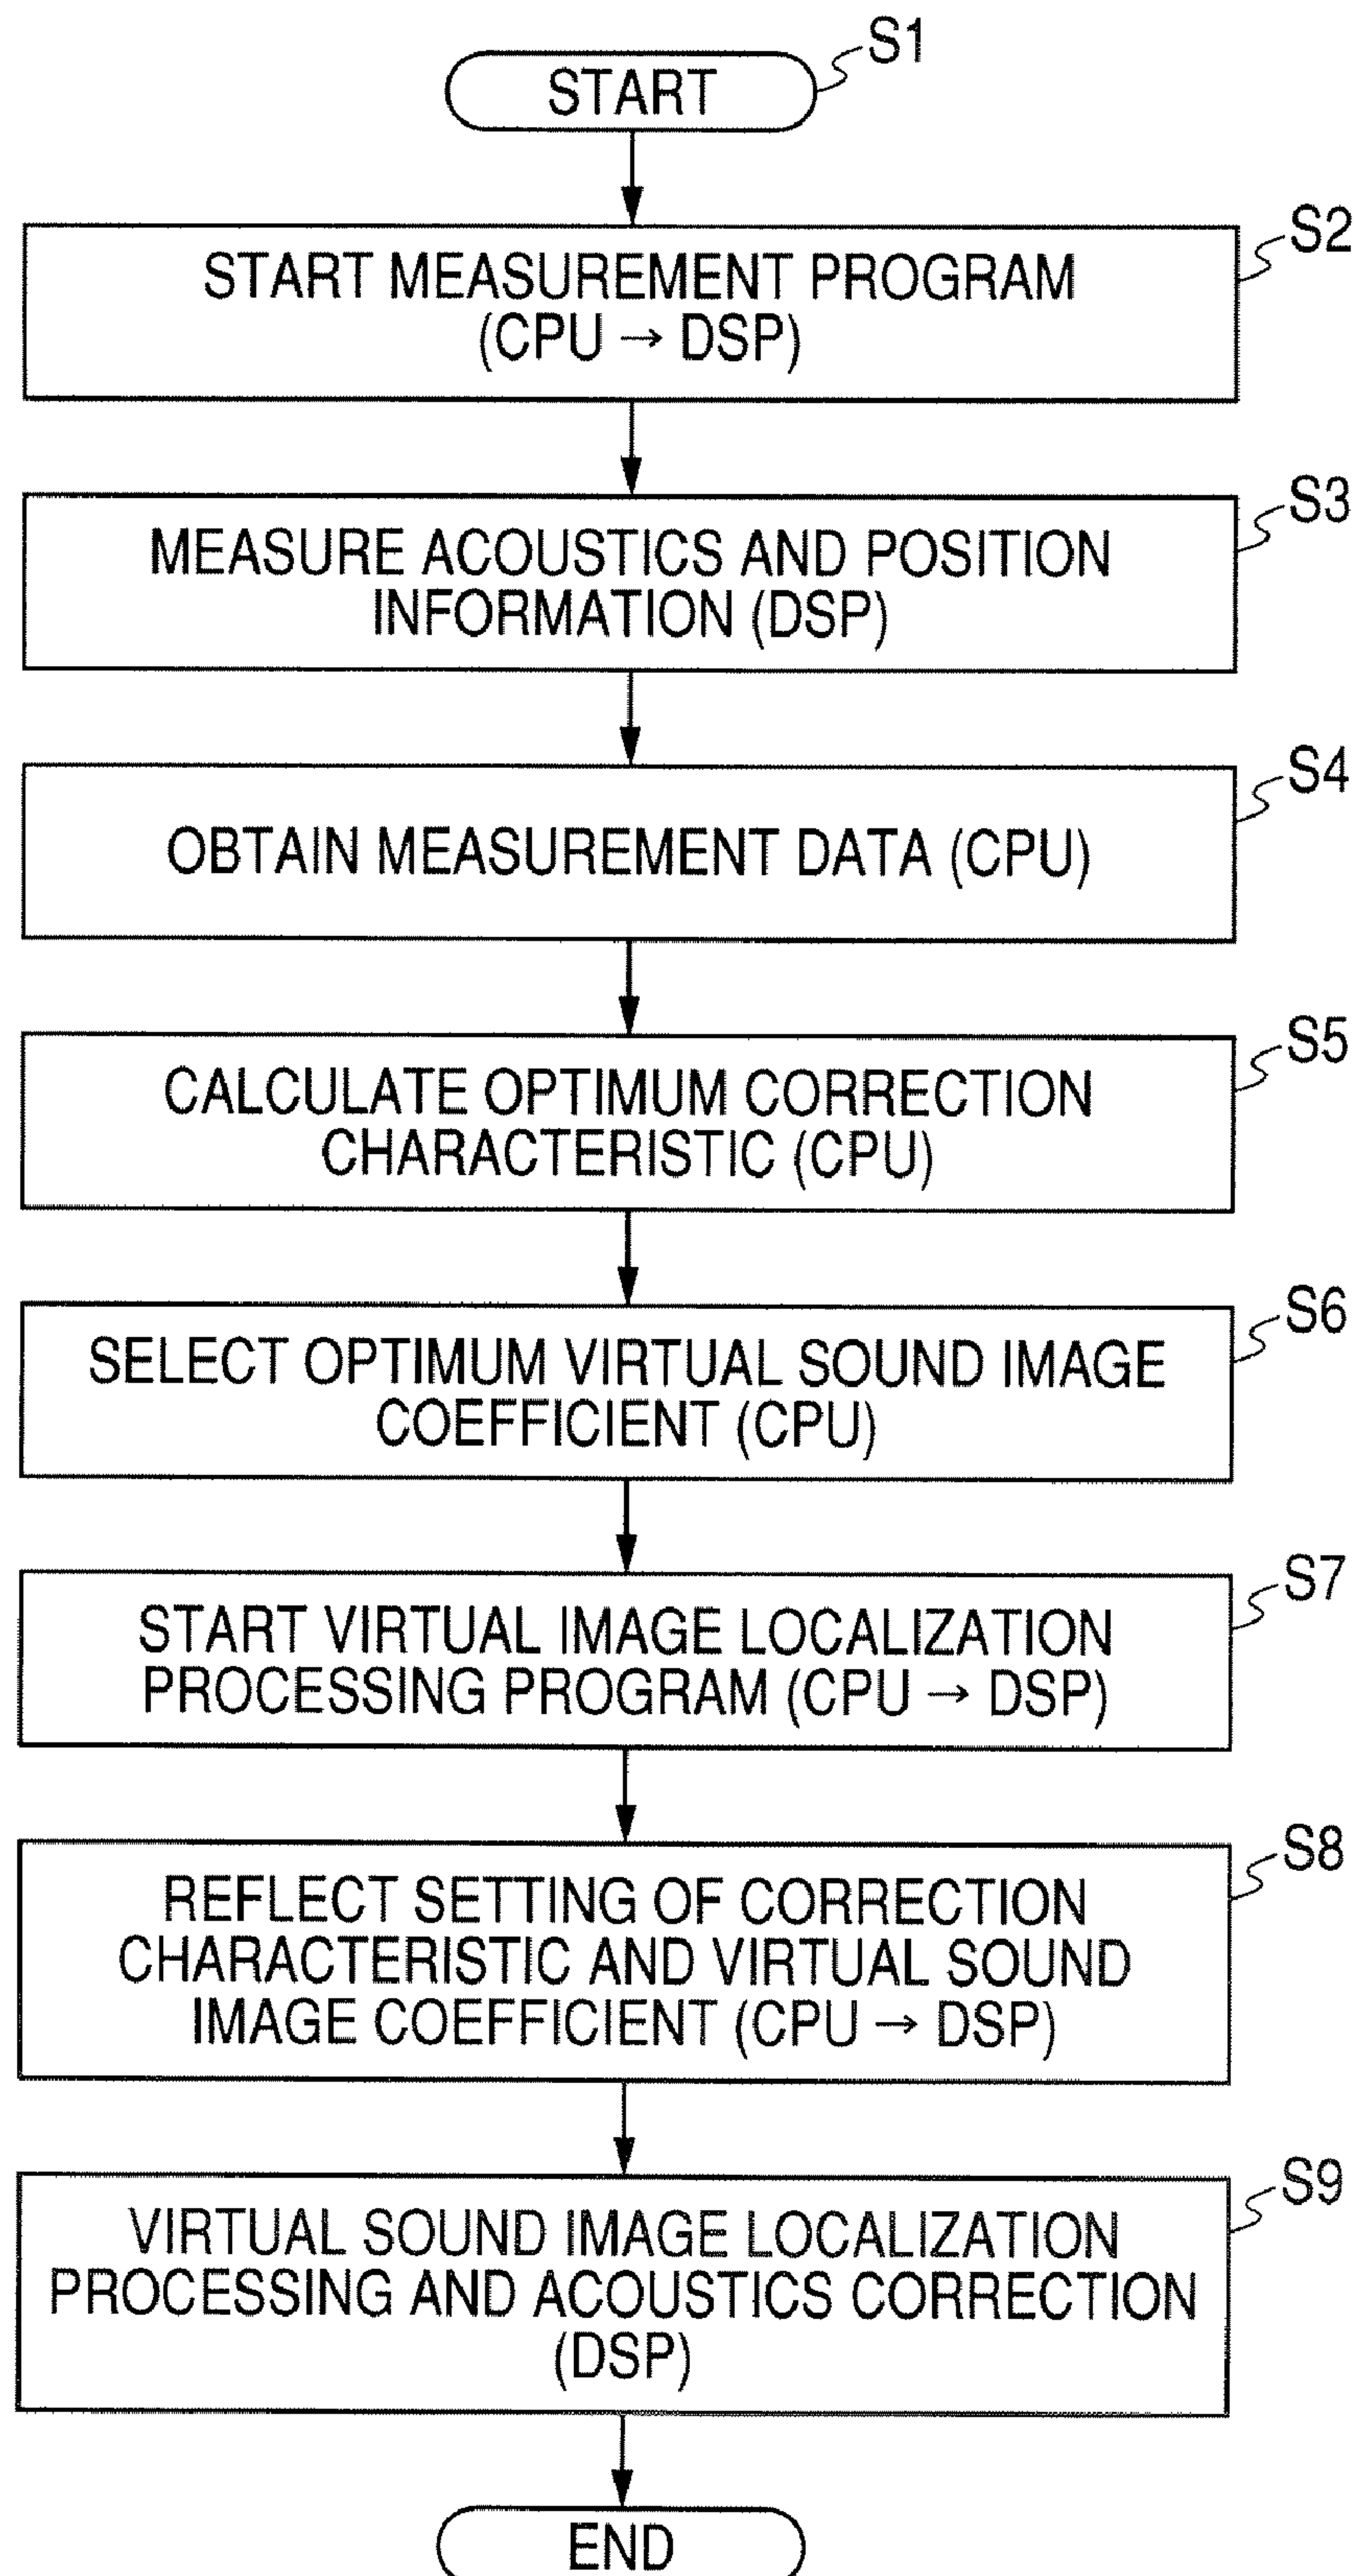 START
S1
START MEASUREMENT PROGRAM
(CPU → DSP)
S2
MEASURE ACOUSTICS AND POSITION
INFORMATION (DSP)
S3
OBTAIN MEASUREMENT DATA (CPU)
S4
CALCULATE OPTIMUM CORRECTION
CHARACTERISTIC (CPU)
S5
SELECT OPTIMUM VIRTUAL SOUND IMAGE
COEFFICIENT (CPU)
S6
START VIRTUAL IMAGE LOCALIZATION
PROCESSING PROGRAM (CPU → DSP)
S7
REFLECT SETTING OF CORRECTION
CHARACTERISTIC AND VIRTUAL SOUND
IMAGE COEFFICIENT (CPU → DSP)
S8
VIRTUAL SOUND IMAGE LOCALIZATION
PROCESSING AND ACOUSTICS CORRECTION
(DSP)
S9
END